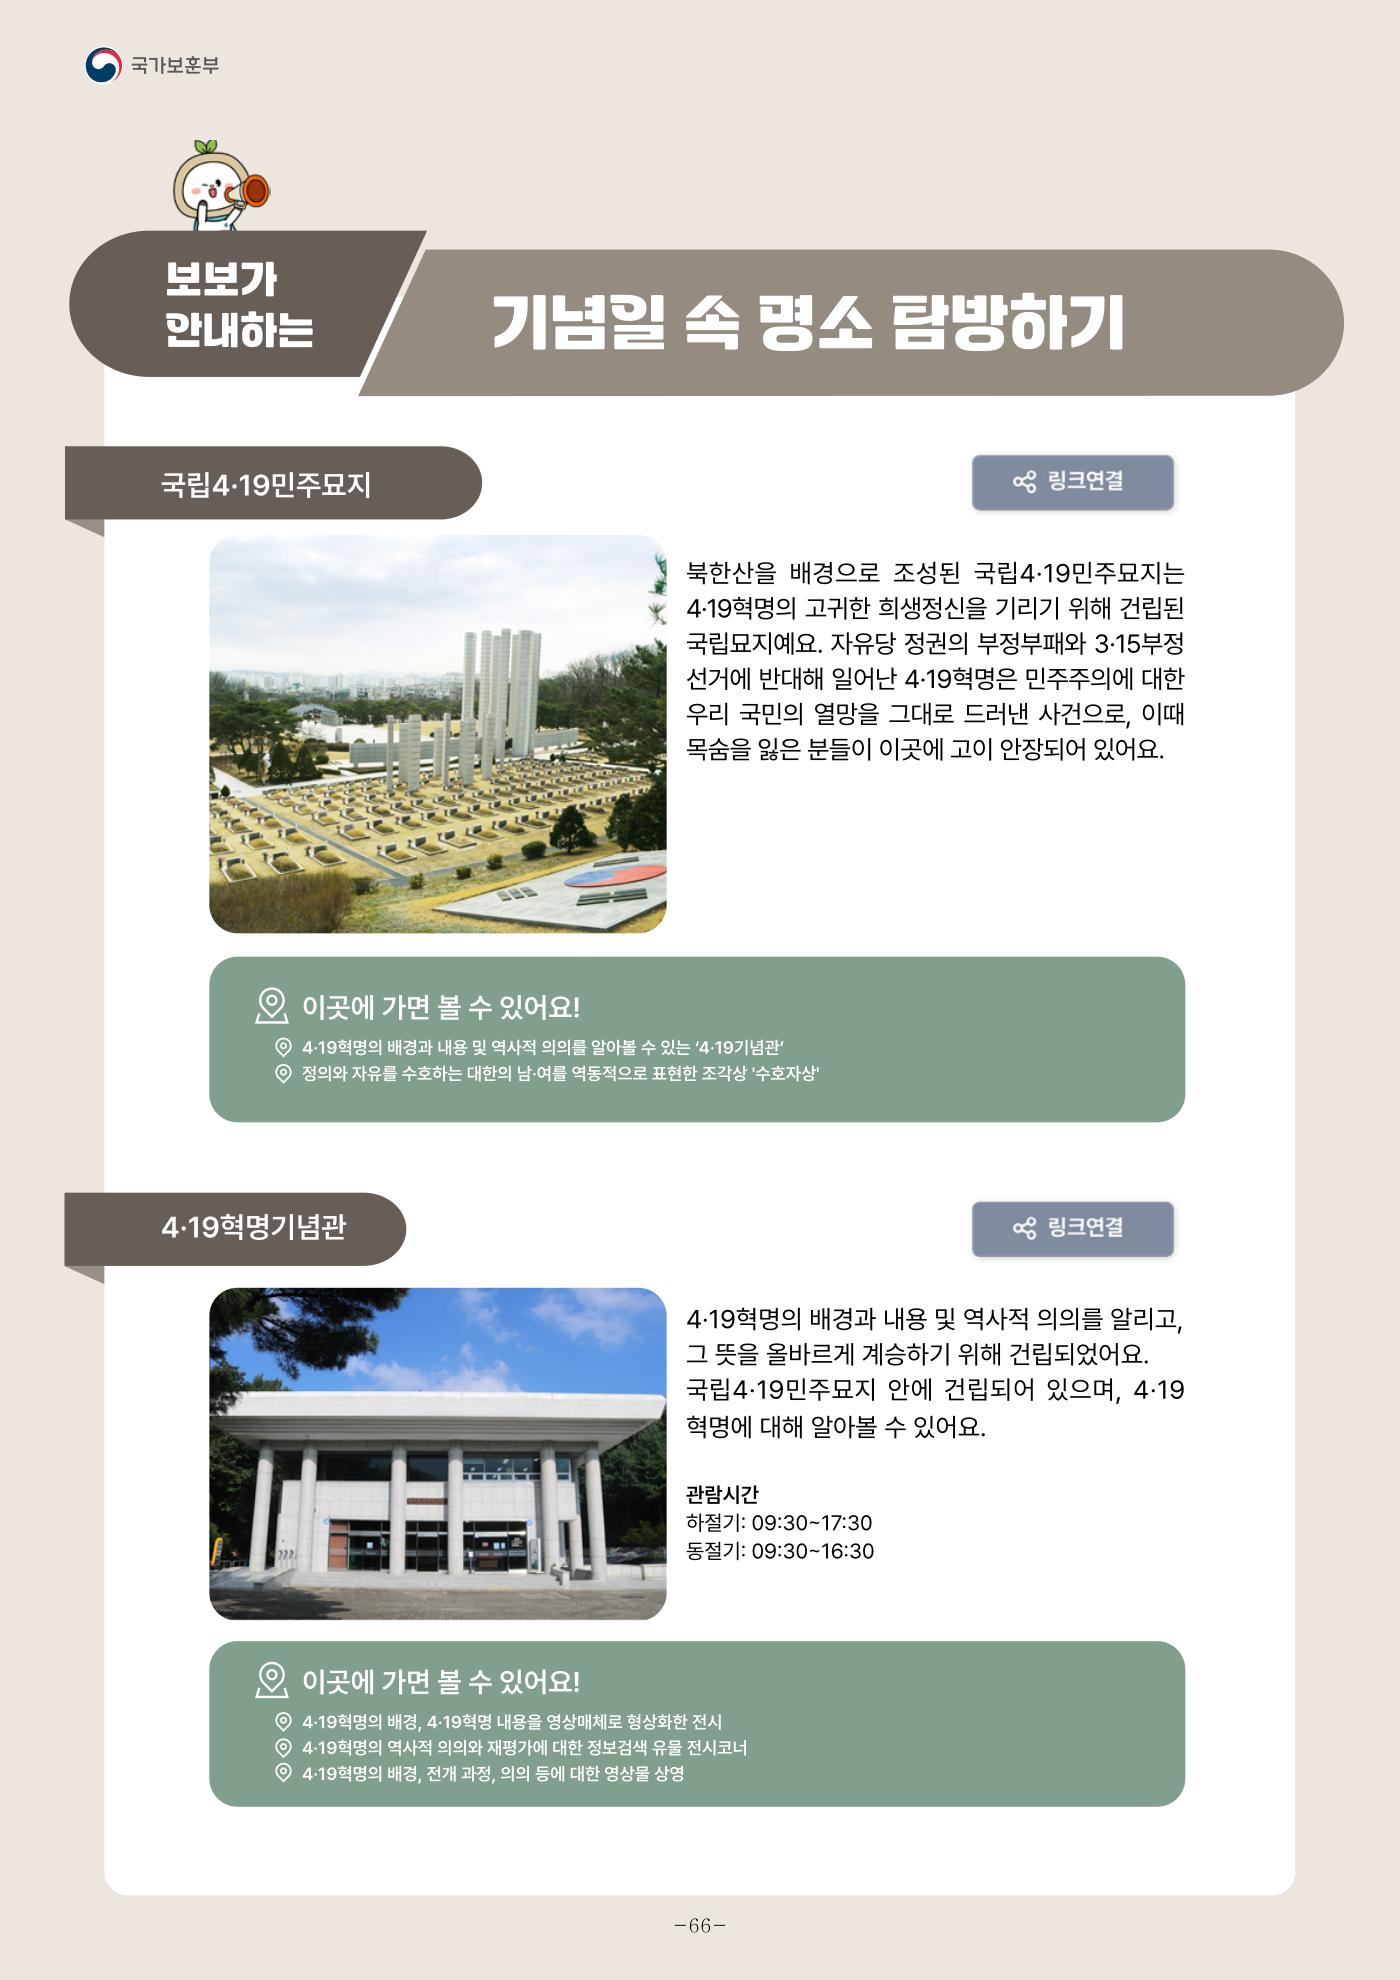 국가보훈부
보보가
안내하는
기념일 속 명소 탐방하기
국립4·19민주묘지
링크연결
북한산을 배경으로 조성된 국립4·19민주묘지는
4·19혁명의 고귀한 희생정신을 기리기 위해 건립된
국립묘지예요. 자유당 정권의 부정부패와 3·15부정
선거에 반대해 일어난 4·19혁명은 민주주의에 대한
우리 국민의 열망을 그대로 드러낸 사건으로, 이때
목숨을 잃은 분들이 이곳에 고이 안장되어 있어요.
이곳에 가면 볼 수 있어요!
4·19혁명의 배경과 내용 및 역사적 의의를 알아볼 수 있는 ‘4·19기념관’
정의와 자유를 수호하는 대한의 남·여를 역동적으로 표현한 조각상 '수호자상'
4·19혁명기념관
링크연결
4·19혁명의 배경과 내용 및 역사적 의의를 알리고,
그 뜻을 올바르게 계승하기 위해 건립되었어요.
국립4·19민주묘지 안에 건립되어 있으며, 4·19
혁명에 대해 알아볼 수 있어요.
관람시간
하절기: 09:30~17:30
동절기: 09:30~16:30
이곳에 가면 볼 수 있어요!
4·19혁명의 배경, 4·19혁명 내용을 영상매체로 형상화한 전시
4·19혁명의 역사적 의의와 재평가에 대한 정보검색 유물 전시코너
4·19혁명의 배경, 전개 과정, 의의 등에 대한 영상물 상영
-66-